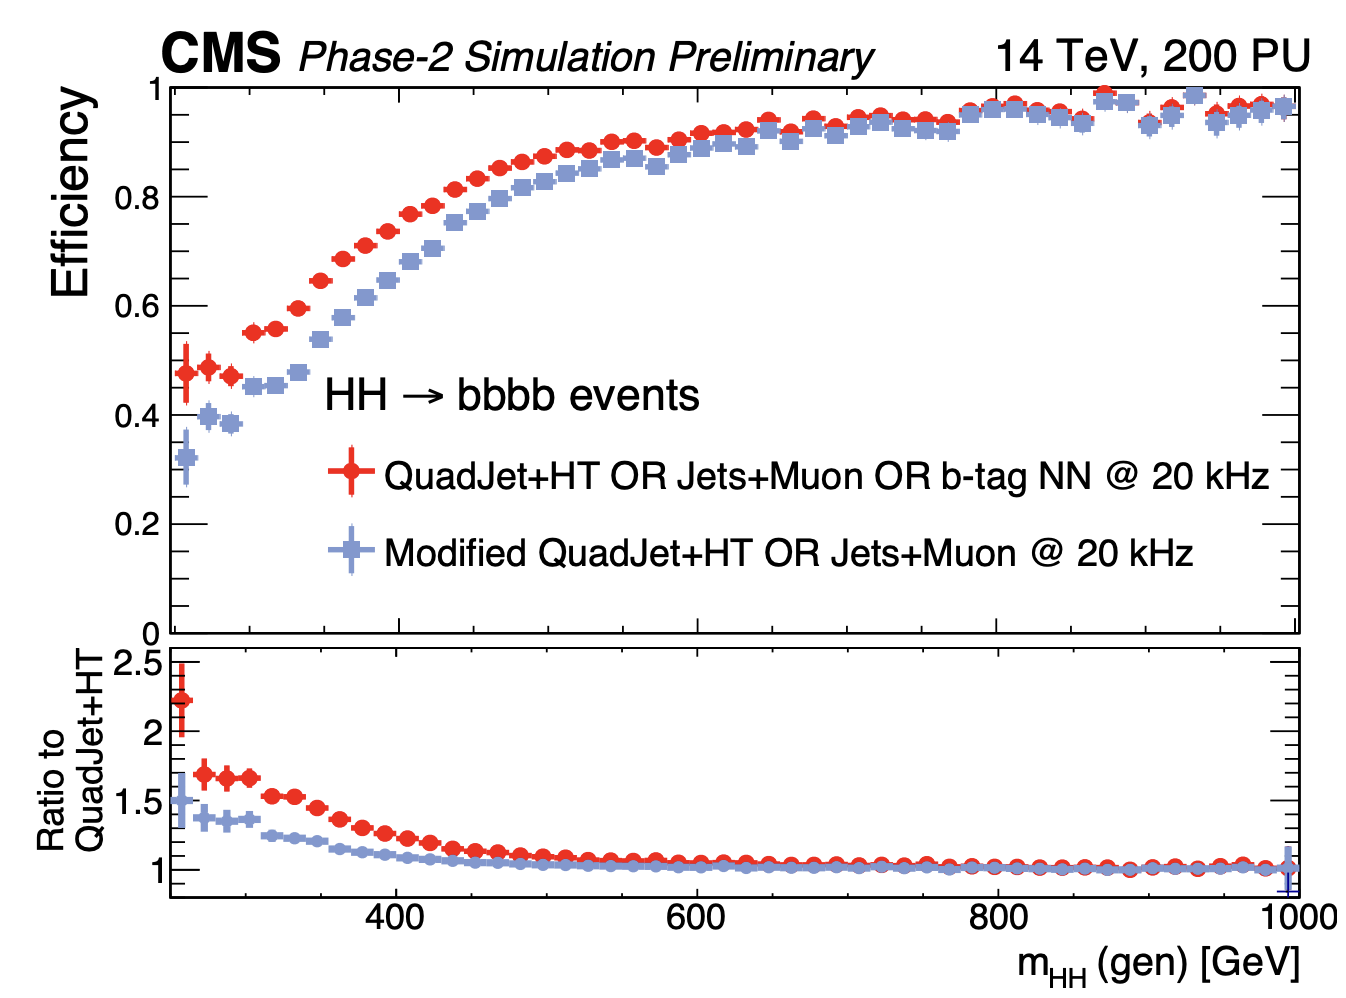 CMS Phase-2 Simulation Preliminary 14 TeV, 200 PU
Efficiency
1
0.8
0.6
0.4
0.2
0
HH → bbbb events
QuadJet+HT OR Jets+Muon OR b-tag NN @ 20 kHz
Modified QuadJet+HT OR Jets+Muon @ 20 kHz
Ratio to
QuadJet+HT
2.5
2
1.5
1
400 600 800 1000
m_HH (gen) [GeV]